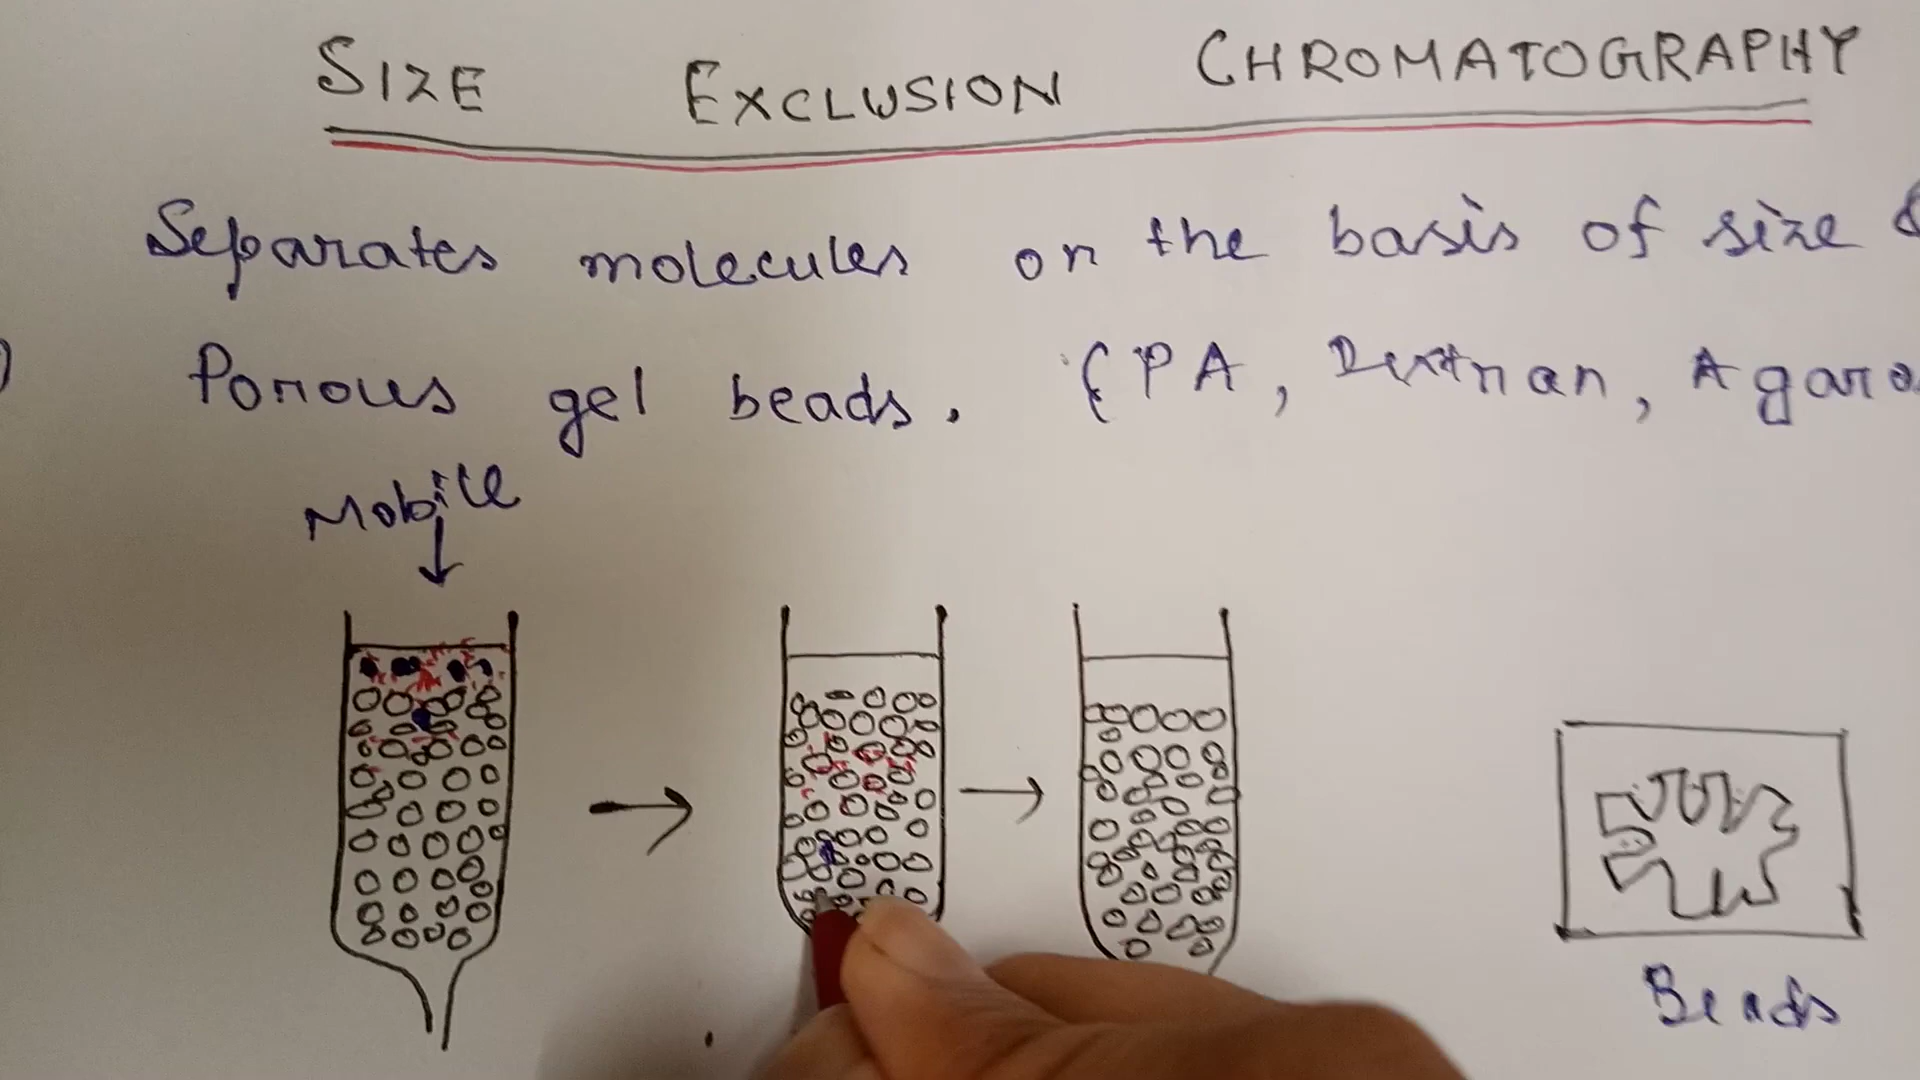 SIZE EXCLUSION CHROMATOGRAPHY
Separates molecules on the basis of size &
Porous gel beads. {PA, Dextran, Agaro
Mobile
Beads